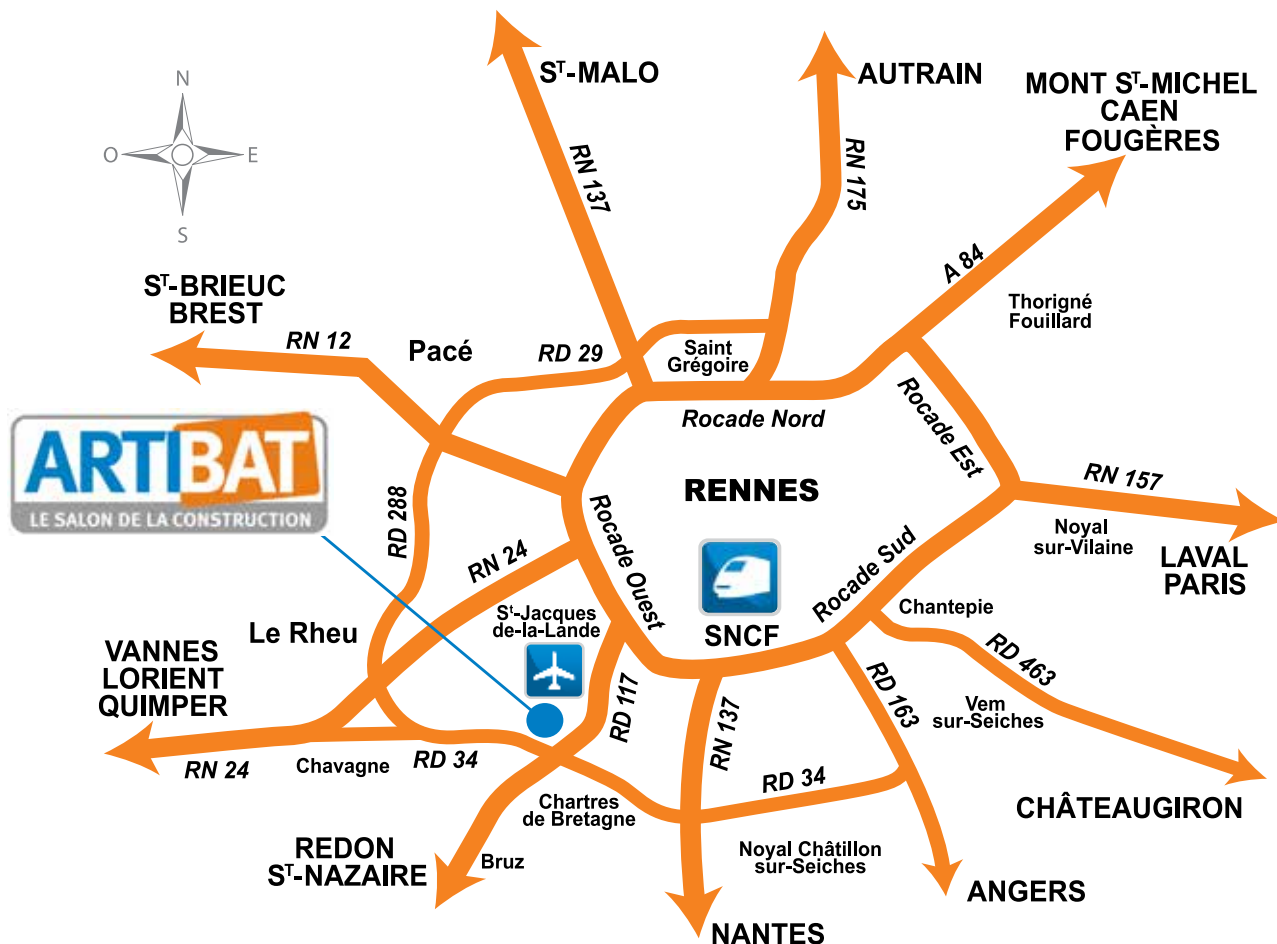 N
O
E
S
Sᵀ-MALO
AUTRAIN
MONT Sᵀ-MICHEL
CAEN
FOUGÈRES
RN 137
RN 175
A 84
Thorigné
Fouillard
Sᵀ-BRIEUC
BREST
RN 12
Pacé
RD 29
Saint
Grégoire
Rocade Nord
Rocade Est
ARTIBAT
LE SALON DE LA CONSTRUCTION
RD 288
RN 24
Rocade Ouest
RENNES
RN 157
Noyal
sur-Vilaine
LAVAL
PARIS
Rocade Sud
SNCF
Sᵗ-Jacques
de-la-Lande
Le Rheu
Chantepie
RD 463
VANNES
LORIENT
QUIMPER
RD 117
RN 137
RD 163
Vem
sur-Seiches
RN 24
Chavagne
RD 34
RD 34
Chartres
de Bretagne
CHÂTEAUGIRON
REDON
Sᵀ-NAZAIRE
Bruz
Noyal Châtillon
sur-Seiches
ANGERS
NANTES